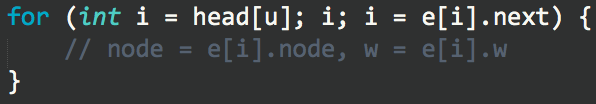 for (int i = head[u]; i; i = e[i].next) {
    // node = e[i].node, w = e[i].w
}